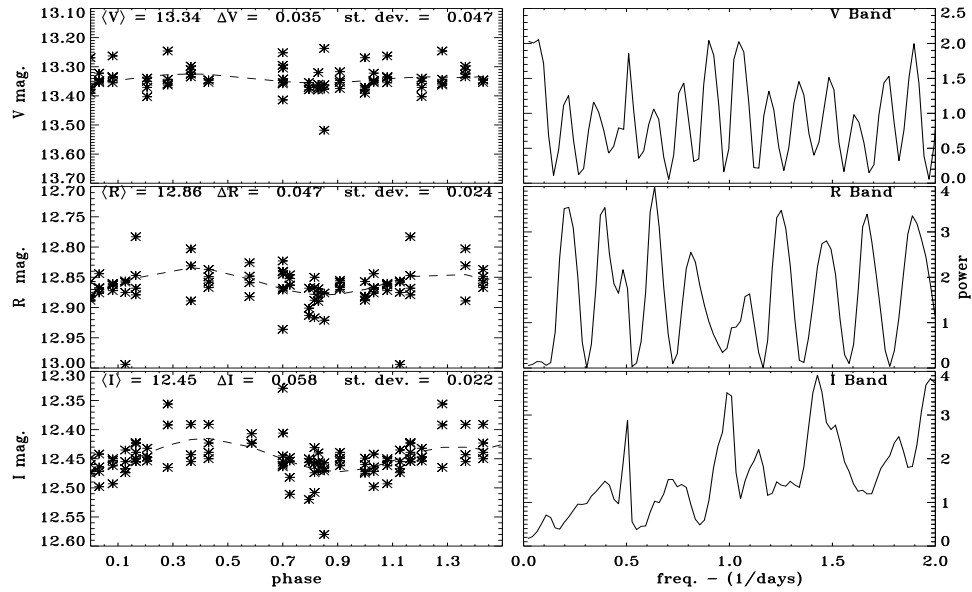 ⟨V⟩ = 13.34 ΔV = 0.035 st. dev. = 0.047
13.10
13.20
13.30
13.40
13.50
13.60
13.70
V mag.
V Band
2.5
2.0
1.5
1.0
0.5
0.0
⟨R⟩ = 12.86 ΔR = 0.047 st. dev. = 0.024
12.70
12.75
12.80
12.85
12.90
12.95
13.00
R mag.
R Band
4
3
2
1
0
power
⟨I⟩ = 12.45 ΔI = 0.058 st. dev. = 0.022
12.30
12.35
12.40
12.45
12.50
12.55
12.60
I mag.
I Band
4
3
2
1
0
0.1 0.3 0.5 0.7 0.9 1.1 1.3
phase
0.0 0.5 1.0 1.5 2.0
freq. − (1/days)